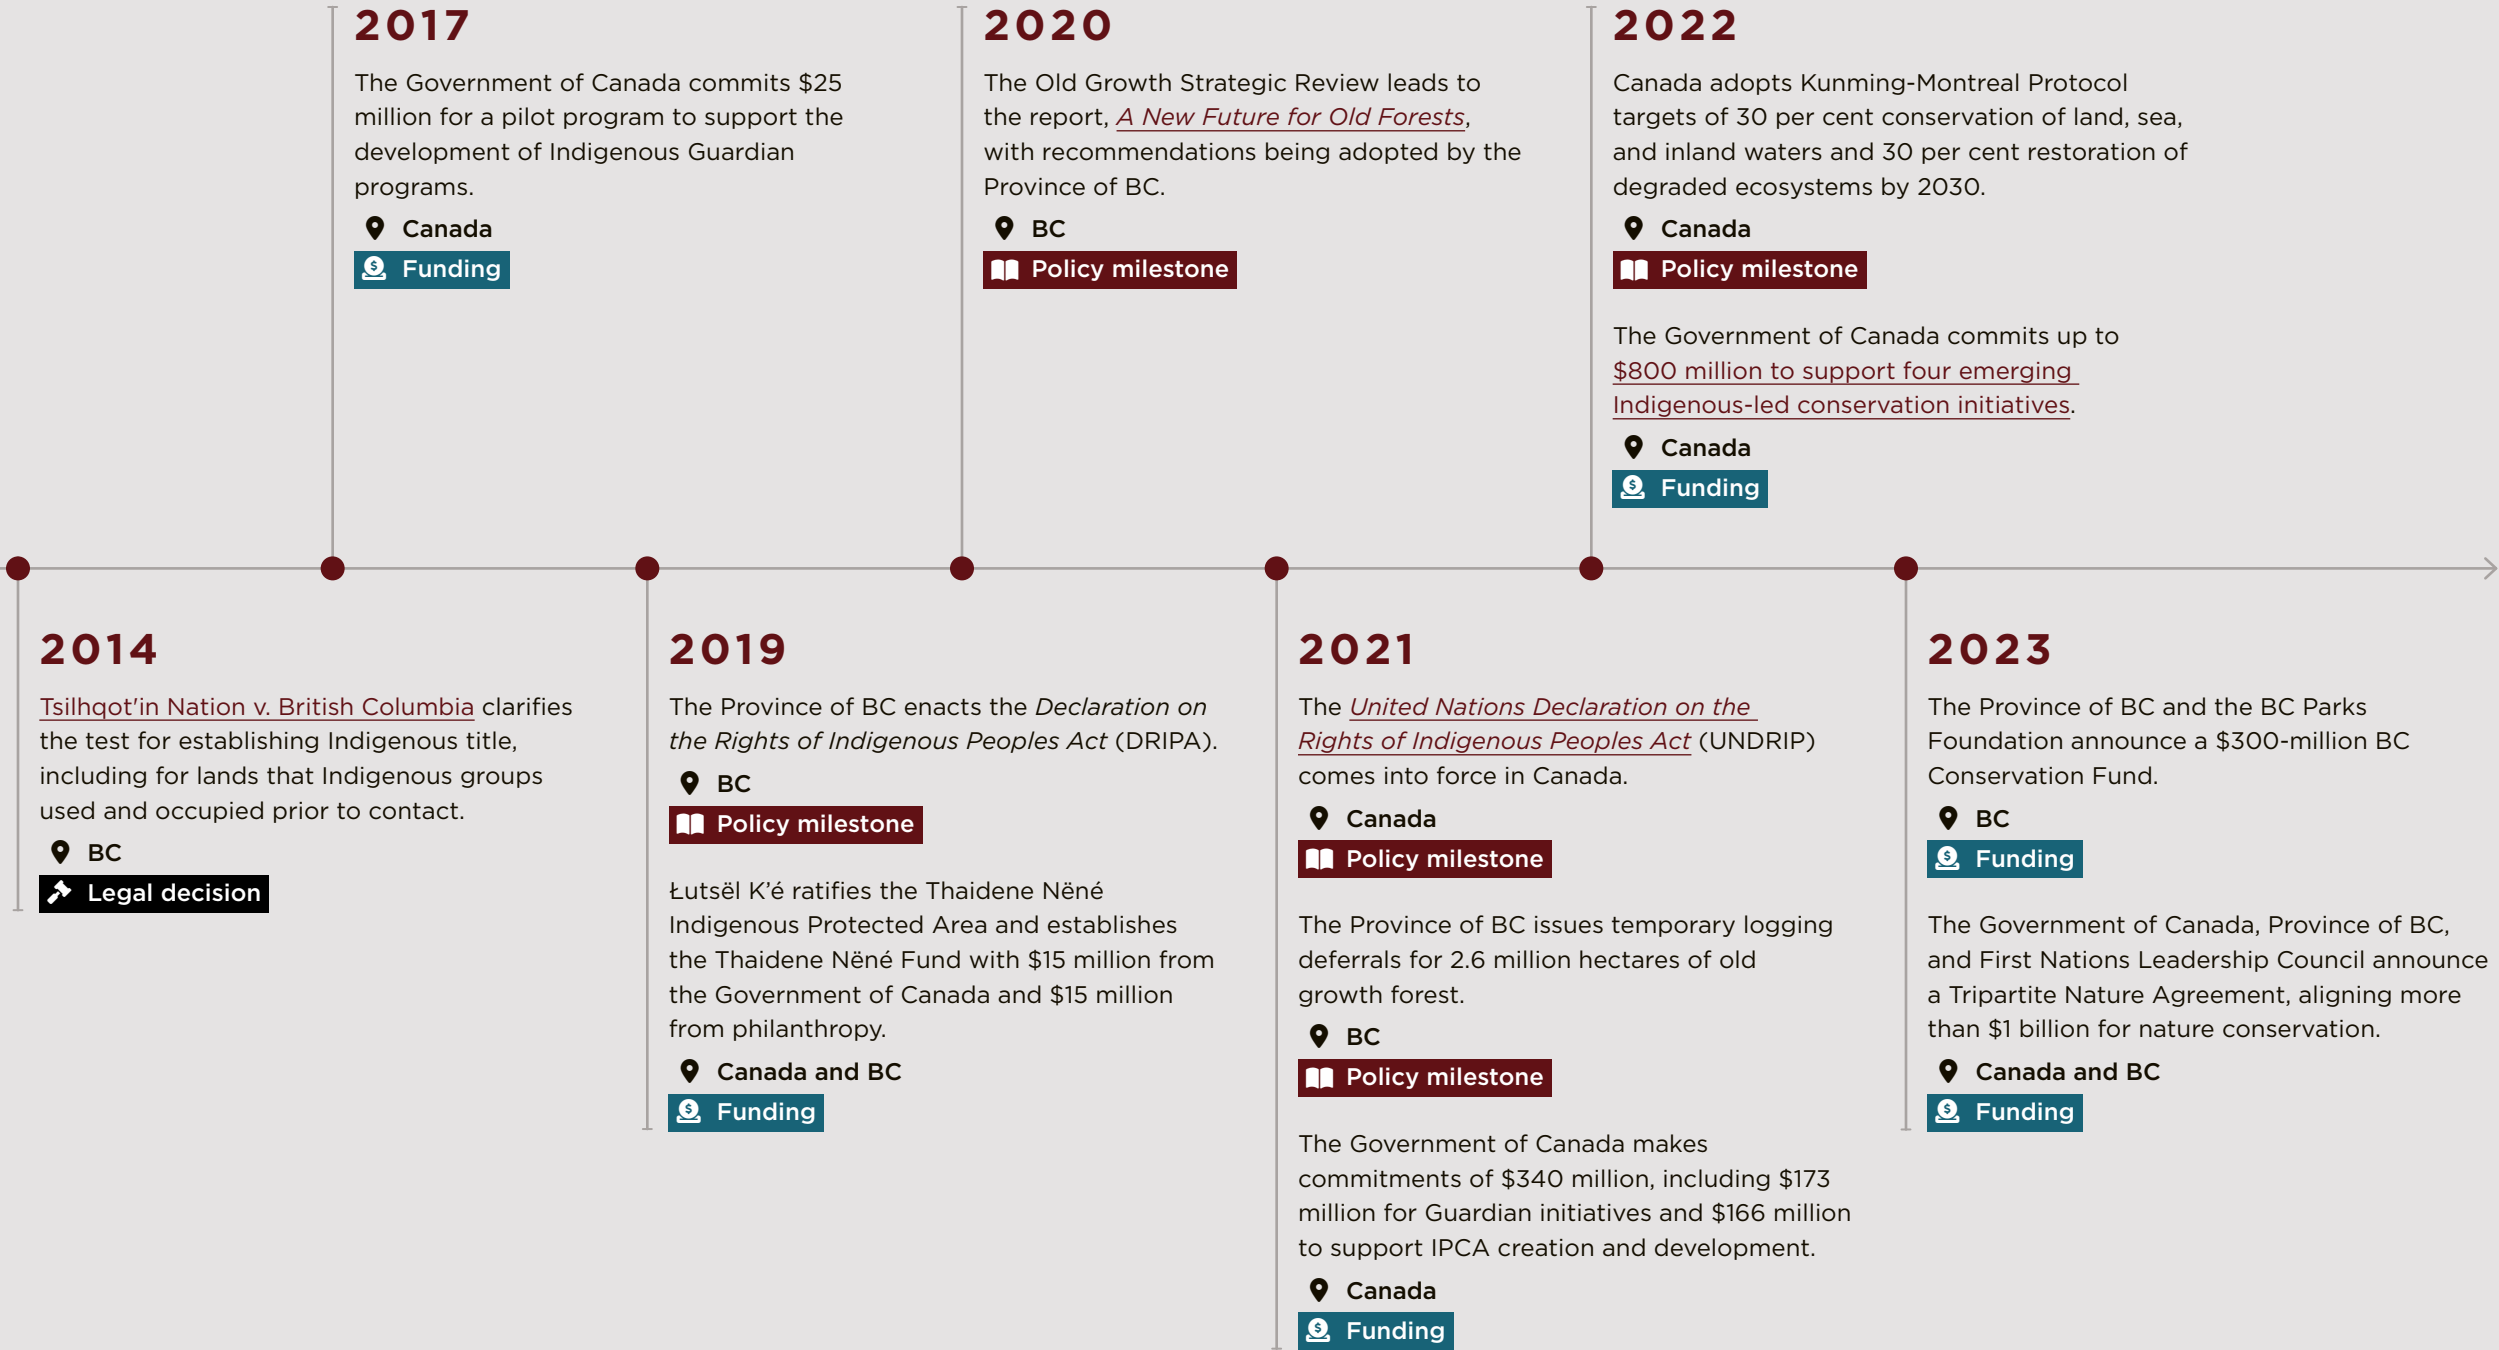 2017
The Government of Canada commits $25
million for a pilot program to support the
development of Indigenous Guardian
programs.
Canada
Funding
2020
The Old Growth Strategic Review leads to
the report, A New Future for Old Forests,
with recommendations being adopted by the
Province of BC.
BC
Policy milestone
2022
Canada adopts Kunming-Montreal Protocol
targets of 30 per cent conservation of land, sea,
and inland waters and 30 per cent restoration of
degraded ecosystems by 2030.
Canada
Policy milestone
The Government of Canada commits up to
$800 million to support four emerging
Indigenous-led conservation initiatives.
Canada
Funding
2014
Tsilhqot'in Nation v. British Columbia clarifies
the test for establishing Indigenous title,
including for lands that Indigenous groups
used and occupied prior to contact.
BC
Legal decision
2019
The Province of BC enacts the Declaration on
the Rights of Indigenous Peoples Act (DRIPA).
BC
Policy milestone
Łutsël K’é ratifies the Thaidene Nëné
Indigenous Protected Area and establishes
the Thaidene Nëné Fund with $15 million from
the Government of Canada and $15 million
from philanthropy.
Canada and BC
Funding
2021
The United Nations Declaration on the
Rights of Indigenous Peoples Act (UNDRIP)
comes into force in Canada.
Canada
Policy milestone
The Province of BC issues temporary logging
deferrals for 2.6 million hectares of old
growth forest.
BC
Policy milestone
The Government of Canada makes
commitments of $340 million, including $173
million for Guardian initiatives and $166 million
to support IPCA creation and development.
Canada
Funding
2023
The Province of BC and the BC Parks
Foundation announce a $300-million BC
Conservation Fund.
BC
Funding
The Government of Canada, Province of BC,
and First Nations Leadership Council announce
a Tripartite Nature Agreement, aligning more
than $1 billion for nature conservation.
Canada and BC
Funding